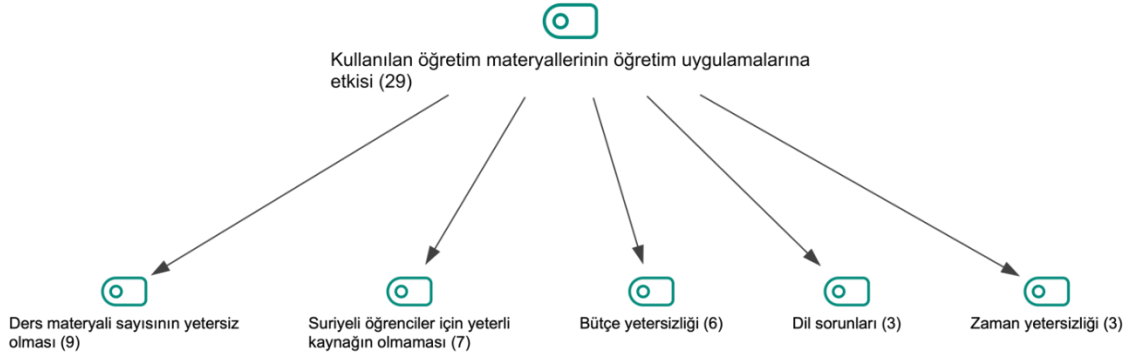 Kullanılan öğretim materyallerinin öğretim uygulamalarına
etkisi (29)
Ders materyali sayısının yetersiz
olması (9)
Suriyeli öğrenciler için yeterli
kaynağın olmaması (7)
Bütçe yetersizliği (6)
Dil sorunları (3)
Zaman yetersizliği (3)